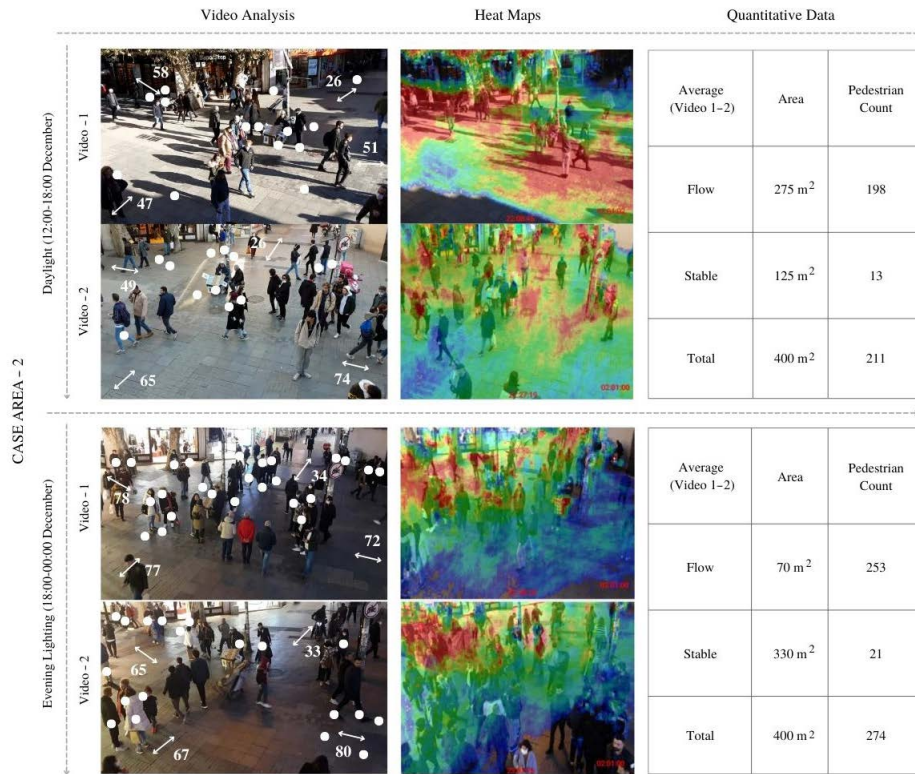 Video Analysis
Heat Maps
Quantitative Data
CASE AREA - 2
Daylight (12:00-18:00 December)
Video - 1
58
26
51
47
Video - 2
26
49
65
74
02:01:00
Average
(Video 1-2)
Area
Pedestrian
Count
Flow
275 m²
198
Stable
125 m²
13
Total
400 m²
211
Evening Lighting (18:00-00:00 December)
Video - 1
78
34
72
77
Video - 2
65
33
67
80
Average
(Video 1-2)
Area
Pedestrian
Count
Flow
70 m²
253
Stable
330 m²
21
Total
400 m²
274